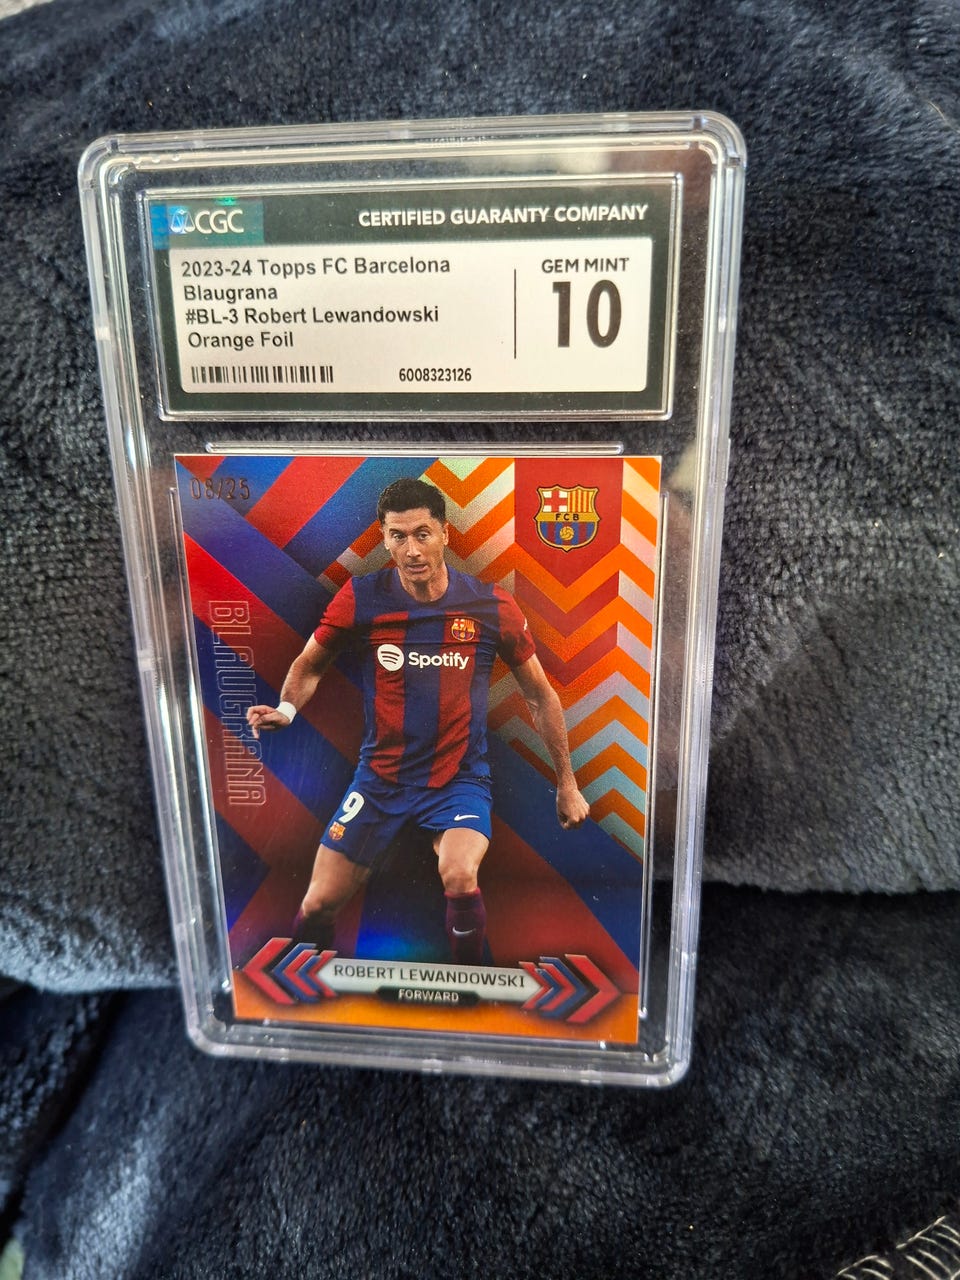 CGC
CERTIFIED GUARANTY COMPANY
2023-24 Topps FC Barcelona
Blaugrana
#BL-3 Robert Lewandowski
Orange Foil
GEM MINT
10
6008323126
08/25
FCB
BLAUGRANA
Spotify
9
ROBERT LEWANDOWSKI
FORWARD